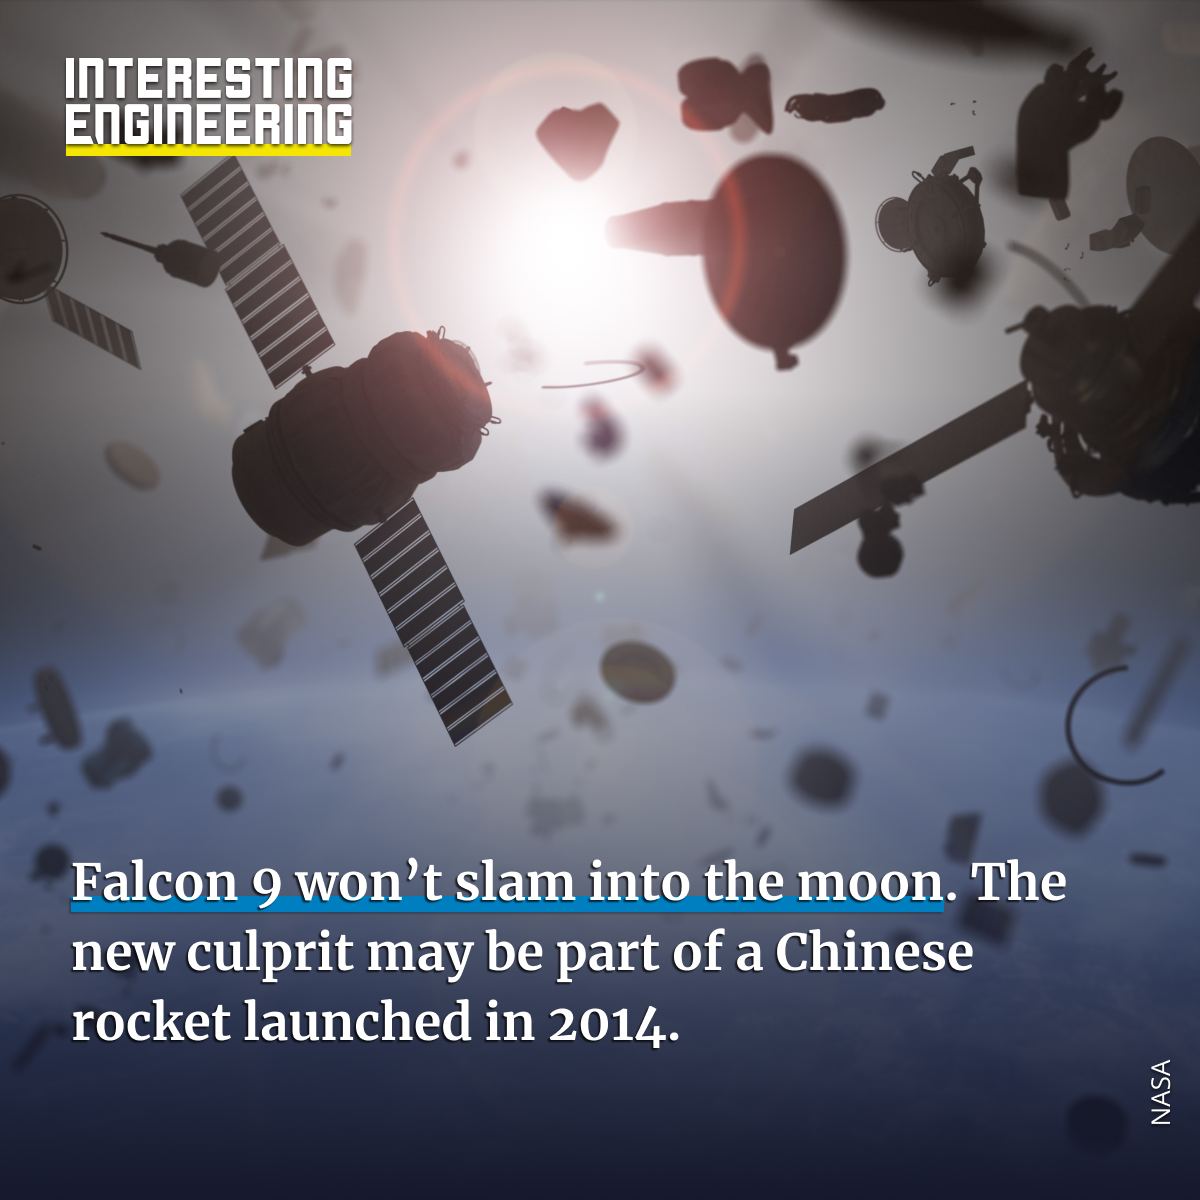 INTERESTING
ENGINEERING
Falcon 9 won’t slam into the moon. The
new culprit may be part of a Chinese
rocket launched in 2014.
NASA